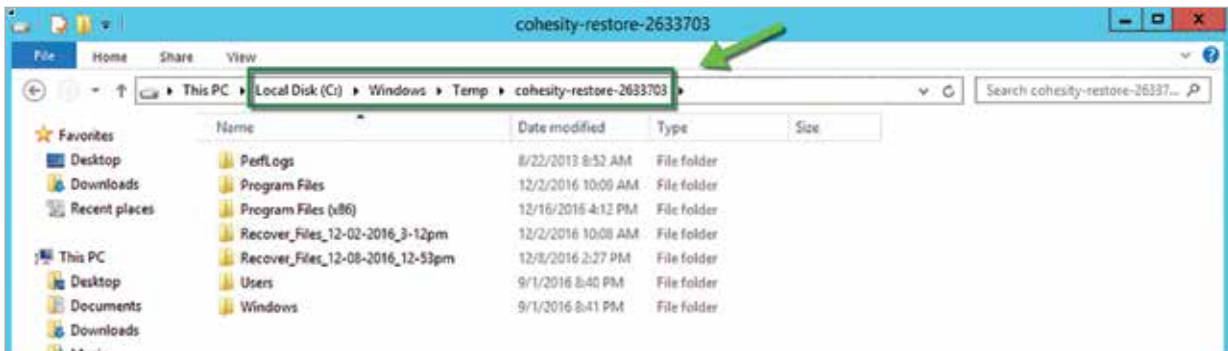 cohesity-restore-2633703
File Home Share View
This PC Local Disk (C:) Windows Temp cohesity-restore-2633703 Search cohesity-restore-26337...
Favorites Name Date modified Type Size
Desktop PerfLogs 8/22/2013 8:52 AM File folder
Downloads Program Files 12/2/2016 10:09 AM File folder
Recent places Program Files (x86) 12/16/2016 4:12 PM File folder
Recover_Files_12-02-2016_3-12pm 12/2/2016 10:08 AM File folder
This PC Recover_Files_12-08-2016_12-53pm 12/8/2016 2:27 PM File folder
Desktop Users 9/1/2016 8:40 PM File folder
Documents Windows 9/1/2016 8:41 PM File folder
Downloads